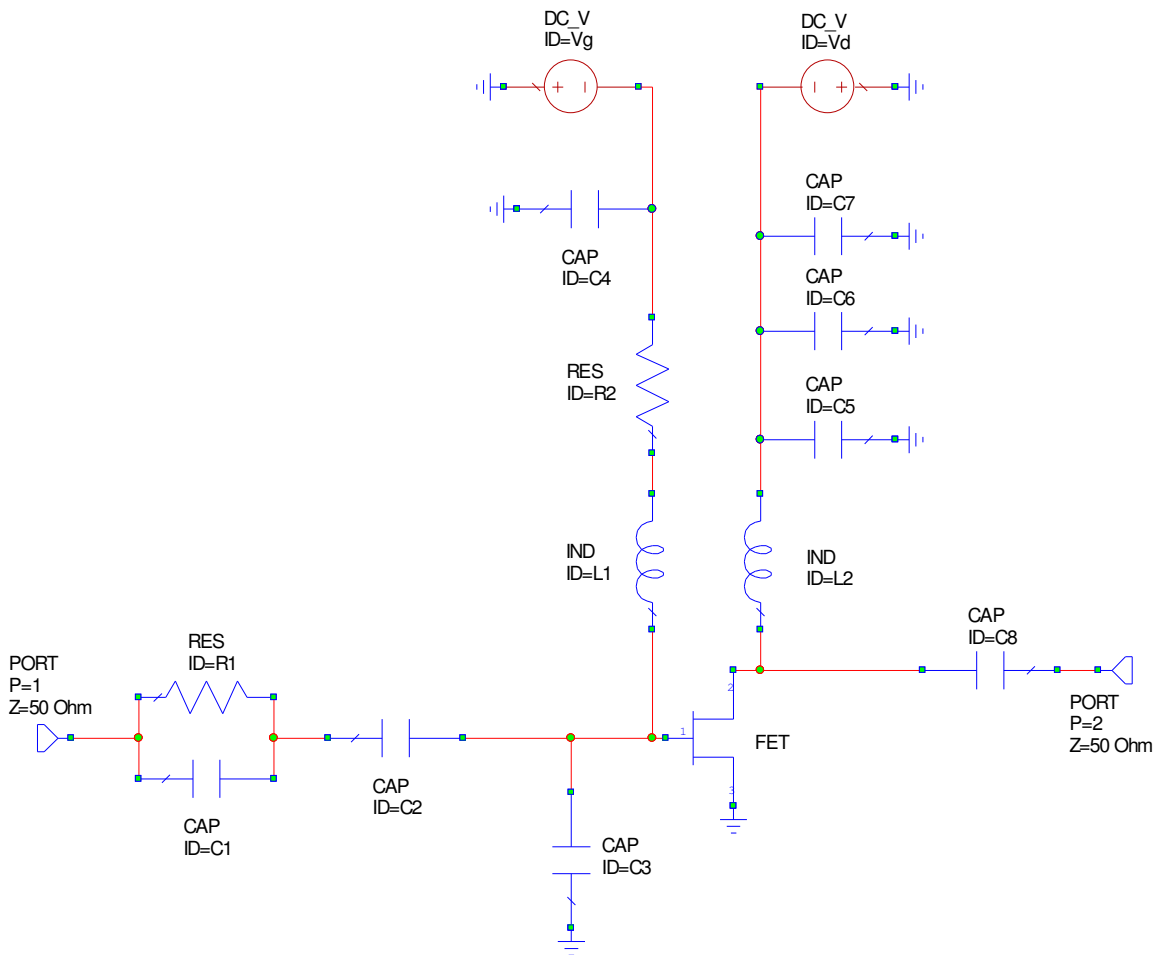 DC_V
ID=Vg
DC_V
ID=Vd
CAP
ID=C7
CAP
ID=C4
CAP
ID=C6
RES
ID=R2
CAP
ID=C5
IND
ID=L1
IND
ID=L2
RES
ID=R1
CAP
ID=C8
PORT
P=1
Z=50 Ohm
2
PORT
P=2
Z=50 Ohm
1
FET
3
CAP
ID=C2
CAP
ID=C1
CAP
ID=C3